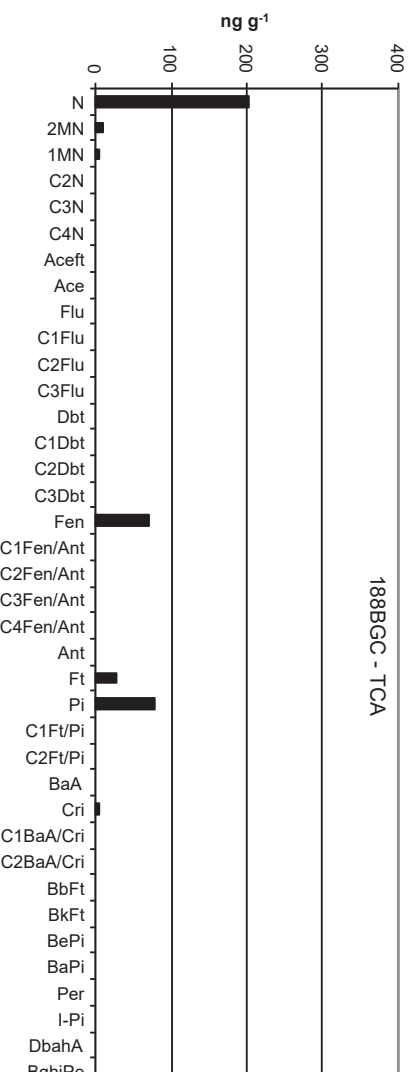 ng g-1
0
100
200
300
400
N
2MN
1MN
C2N
C3N
C4N
Aceft
Ace
Flu
C1Flu
C2Flu
C3Flu
Dbt
C1Dbt
C2Dbt
C3Dbt
Fen
C1Fen/Ant
C2Fen/Ant
C3Fen/Ant
C4Fen/Ant
Ant
Ft
Pi
C1Ft/Pi
C2Ft/Pi
BaA
Cri
C1BaA/Cri
C2BaA/Cri
BbFt
BkFt
BePi
BaPi
Per
I-Pi
DbahA
188BGC - TCA